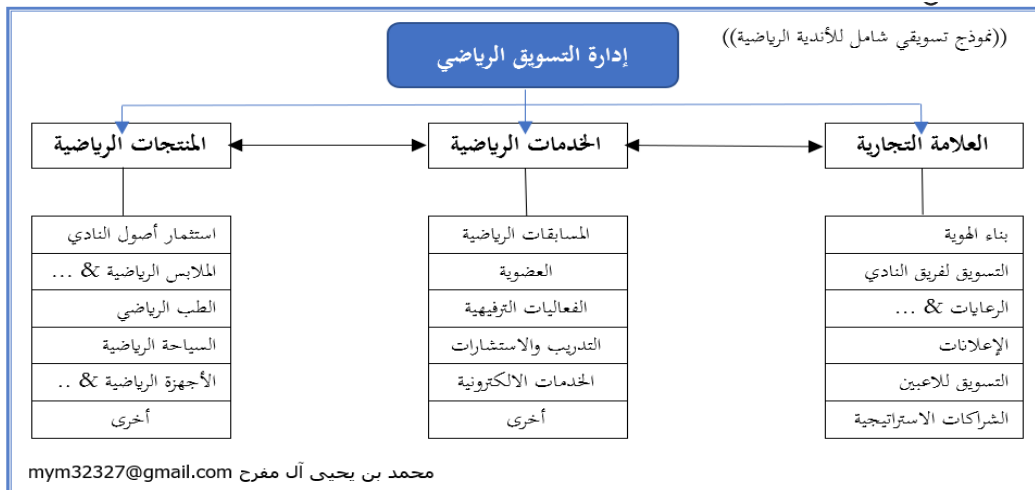 ((نموذج تسويقي شامل للأندية الرياضية))
إدارة التسويق الرياضي
العلامة التجارية
الخدمات الرياضية
المنتجات الرياضية
بناء الهوية
التسويق لفريق النادي
الرعايات & ...
الإعلانات
التسويق للاعبين
الشراكات الاستراتيجية
المسابقات الرياضية
العضوية
الفعاليات الترفيهية
التدريب والاستشارات
الخدمات الالكترونية
أخرى
استثمار أصول النادي
الملابس الرياضية & ...
الطب الرياضي
السياحة الرياضية
الأجهزة الرياضية & ..
أخرى
محمد بن يحيى آل مفرح mym32327@gmail.com